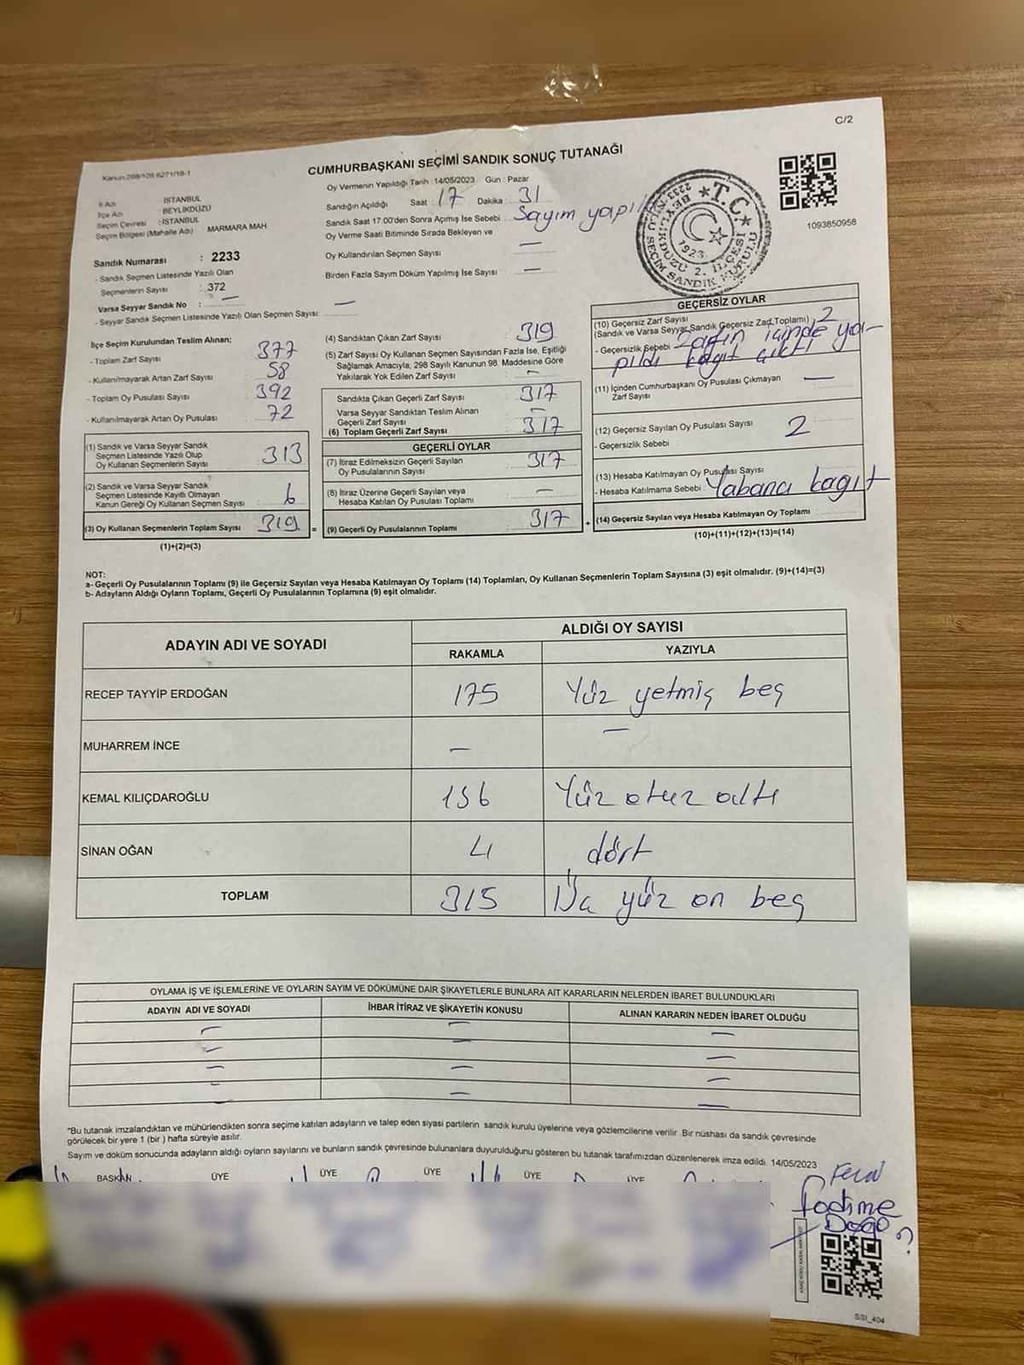 C/2
CUMHURBAŞKANI SEÇİMİ SANDIK SONUÇ TUTANAĞI
Kanun:298/126 6271/18-1
İl Adı : İSTANBUL
İlçe Adı : BEYLİKDÜZÜ
Seçim Çevresi : İSTANBUL
Seçim Bölgesi (Mahalle Adı) MARMARA MAH
Sandık Numarası : 2233
- Sandık Seçmen Listesinde Yazılı Olan
Seçmenlerin Sayısı : 372
Varsa Seyyar Sandık No : —
- Seyyar Sandık Seçmen Listesinde Yazılı Olan Seçmen Sayısı: —
Oy Vermenin Yapıldığı Tarih :14/05/2023 Gün : Pazar
Sandığın Açıldığı Saat : 17 Dakika : 31
Sandık Saat 17.00'den Sonra Açımış İse Sebebi : Sayım
Oy Verme Saati Bitiminde Sırada Bekleyen ve
Oy Kullandırılan Seçmen Sayısı —
Birden Fazla Sayım Döküm Yapılmış İse Sayısı —
T.C.
BEYLİKDÜZÜ 2. İLÇESİ
SEÇİM SANDIK KURULU
1923
1093850958
İlçe Seçim Kurulundan Teslim Alınan;
- Toplam Zarf Sayısı 377
- Kullanılmayarak Artan Zarf Sayısı 58
- Toplam Oy Pusulası Sayısı 392
- Kullanılmayarak Artan Oy Pusulası 72
(1) Sandık ve Varsa Seyyar Sandık
Seçmen Listesinde Yazılı Olup
Oy Kullanan Seçmenlerin Sayısı 313
(2) Sandık ve Varsa Seyyar Sandık
Seçmen Listesinde Kayıtlı Olmayan
Kanun Gereği Oy Kullanan Seçmen Sayısı 6
(3) Oy Kullanan Seçmenlerin Toplam Sayısı 319 =
(1)+(2)=(3)
(4) Sandıktan Çıkan Zarf Sayısı 319
(5) Zarf Sayısı Oy Kullanan Seçmen Sayısından Fazla İse, Eşitliği
Sağlamak Amacıyla; 298 Sayılı Kanunun 98. Maddesine Göre
Yakılarak Yok Edilen Zarf Sayısı —
Sandıkta Çıkan Geçerli Zarf Sayısı 317
Varsa Seyyar Sandıktan Teslim Alınan
Geçerli Zarf Sayısı —
(6) Toplam Geçerli Zarf Sayısı 317
GEÇERLİ OYLAR
(7) İtiraz Edilmeksizin Geçerli Sayılan
Oy Pusulalarının Sayısı 317
(8) İtiraz Üzerine Geçerli Sayılan veya
Hesaba Katılan Oy Pusulası Toplamı —
(9) Geçerli Oy Pusulalarının Toplamı 317 +
GEÇERSİZ OYLAR
(10) Geçersiz Zarf Sayısı
(Sandık ve Varsa Seyyar Sandık Geçersiz Zarf Toplamı) 2
- Geçersizlik Sebebi Zarfın içinde
kağıt çıktı
(11) İçinden Cumhurbaşkanı Oy Pusulası Çıkmayan
Zarf Sayısı —
(12) Geçersiz Sayılan Oy Pusulası Sayısı 2
- Geçersizlik Sebebi
(13) Hesaba Katılmayan Oy Pusulası Sayısı
- Hesaba Katılmama Sebebi Yabancı kağıt
(14) Geçersiz Sayılan veya Hesaba Katılmayan Oy Toplamı
(10)+(11)+(12)+(13)=(14)
NOT:
a- Geçerli Oy Pusulalarının Toplamı (9) ile Geçersiz Sayılan veya Hesaba Katılmayan Oy Toplamı (14) Toplamları, Oy Kullanan Seçmenlerin Toplam Sayısına (3) eşit olmalıdır. (9)+(14)=(3)
b- Adayların Aldığı Oyların Toplamı, Geçerli Oy Pusulalarının Toplamına (9) eşit olmalıdır.
ADAYIN ADI VE SOYADI
ALDIĞI OY SAYISI
RAKAMLA YAZIYLA
RECEP TAYYİP ERDOĞAN 175 Yüz yetmiş beş
MUHARREM İNCE — —
KEMAL KILIÇDAROĞLU 136 Yüz otuz altı
SİNAN OĞAN 4 dört
TOPLAM 315 Üç yüz on beş
OYLAMA İŞ VE İŞLEMLERİNE VE OYLARIN SAYIM VE DÖKÜMÜNE DAİR ŞİKAYETLERLE BUNLARA AİT KARARLARIN NELERDEN İBARET BULUNDUKLARI
ADAYIN ADI VE SOYADI İHBAR İTİRAZ VE ŞİKAYETİN KONUSU ALINAN KARARIN NEDEN İBARET OLDUĞU
— — —
— — —
— — —
— — —
*Bu tutanak imzalandıktan ve mühürlendikten sonra seçime katılan adayların ve talep eden siyasi partilerin sandık kurulu üyelerine veya gözlemcilerine verilir. Bir nüshası da sandık çevresinde
görülecek bir yere 1 (bir ) hafta süreyle asılır.
Sayım ve döküm sonucunda adayların aldığı oyların sayılarını ve bunların sandık çevresinde bulunanlara duyurulduğunu gösteren bu tutanak tarafımızdan düzenlenerek imza edildi. 14/05/2023
BAŞKAN ÜYE ÜYE ÜYE ÜYE ÜYE
Fadime
SSI_404